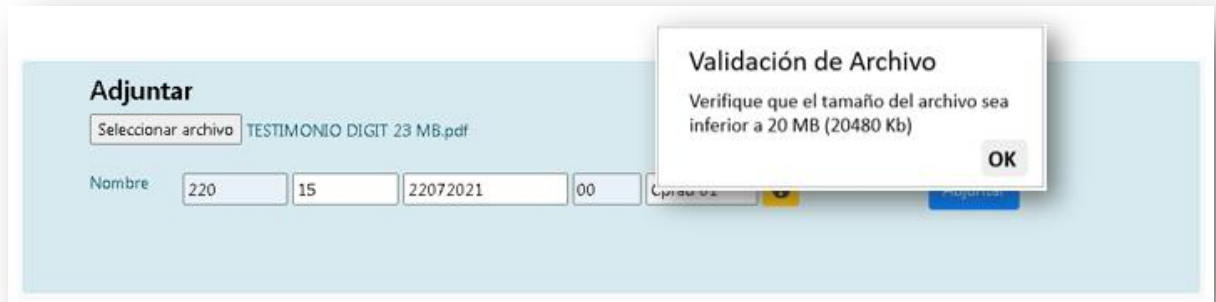 Validación de Archivo
Verifique que el tamaño del archivo sea
inferior a 20 MB (20480 Kb)
OK
Adjuntar
Seleccionar archivo TESTIMONIO DIGIT 23 MB.pdf
Nombre 220 15 22072021 00